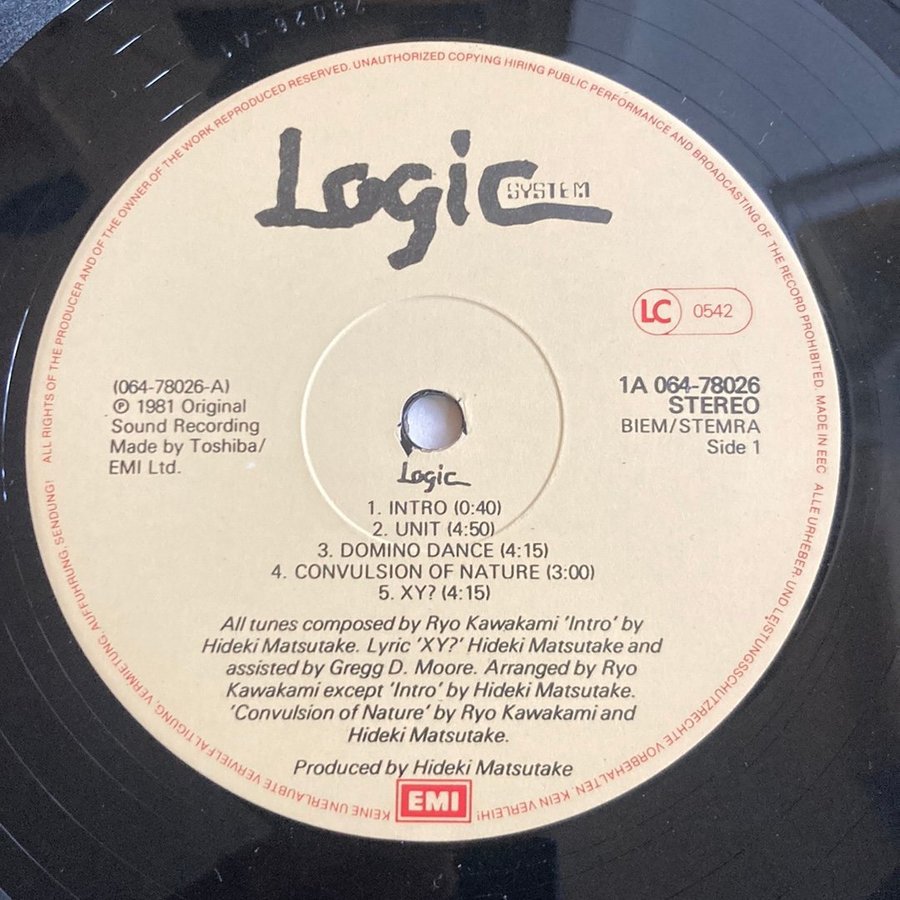 78026-A1
ALL RIGHTS OF THE PRODUCER AND OF THE OWNER OF THE WORK REPRODUCED RESERVED. UNAUTHORIZED COPYING HIRING PUBLIC PERFORMANCE AND BROADCASTING OF THE RECORD PROHIBITED. MADE IN EEC
ALLE URHEBER- UND LEISTUNGSSCHUTZRECHTE VORBEHALTEN. KEIN VERLEIH! KEINE UNERLAUBTE VERVIELFÄLTIGUNG, VERMIETUNG, AUFFÜHRUNG, SENDUNG!
Logic SYSTEM
LC 0542
(064-78026-A)
℗ 1981 Original
Sound Recording
Made by Toshiba/
EMI Ltd.
1A 064-78026
STEREO
BIEM/STEMRA
Side 1
Logic
1. INTRO (0:40)
2. UNIT (4:50)
3. DOMINO DANCE (4:15)
4. CONVULSION OF NATURE (3:00)
5. XY? (4:15)
All tunes composed by Ryo Kawakami 'Intro' by
Hideki Matsutake. Lyric 'XY?' Hideki Matsutake and
assisted by Gregg D. Moore. Arranged by Ryo
Kawakami except 'Intro' by Hideki Matsutake.
'Convulsion of Nature' by Ryo Kawakami and
Hideki Matsutake.
Produced by Hideki Matsutake
EMI